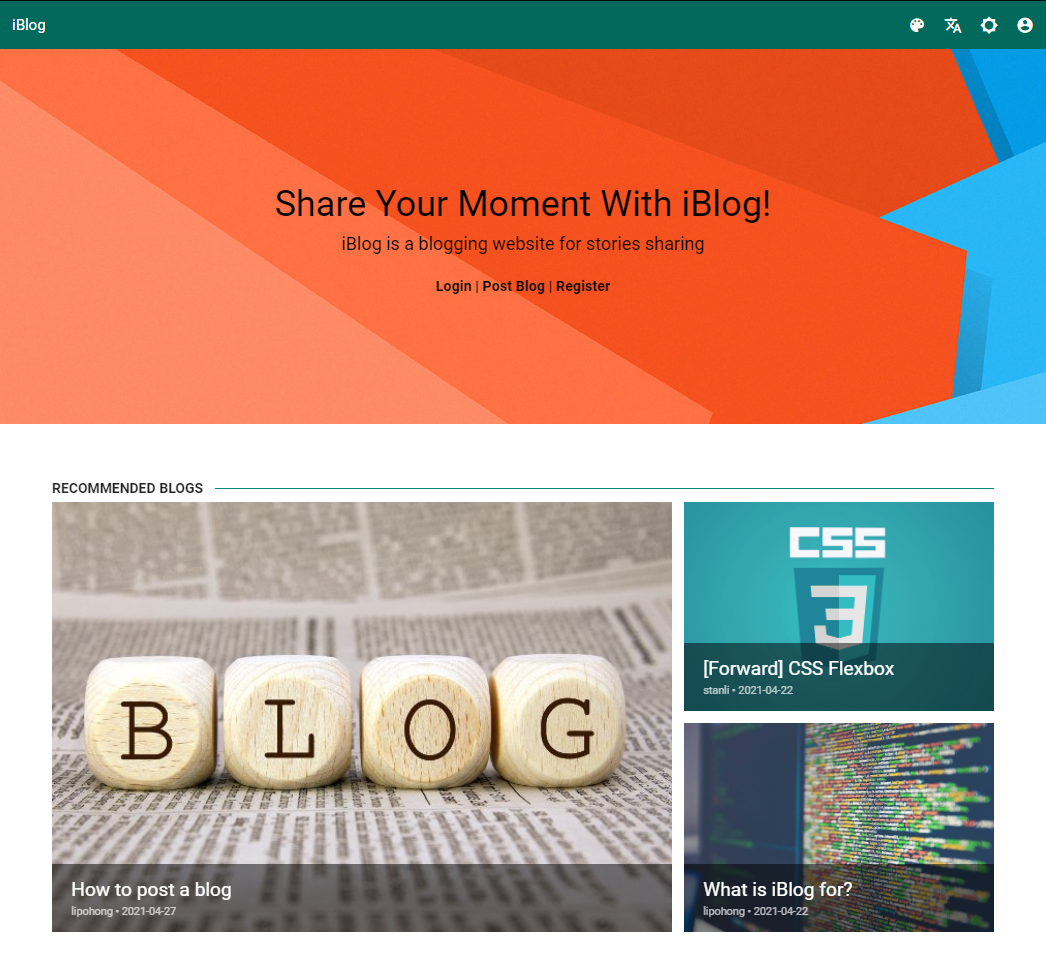 iBlog
Share Your Moment With iBlog!
iBlog is a blogging website for stories sharing
Login | Post Blog | Register
RECOMMENDED BLOGS
B L O G
How to post a blog
lipohong • 2021-04-27
CSS
3
[Forward] CSS Flexbox
stanli • 2021-04-22
What is iBlog for?
lipohong • 2021-04-22